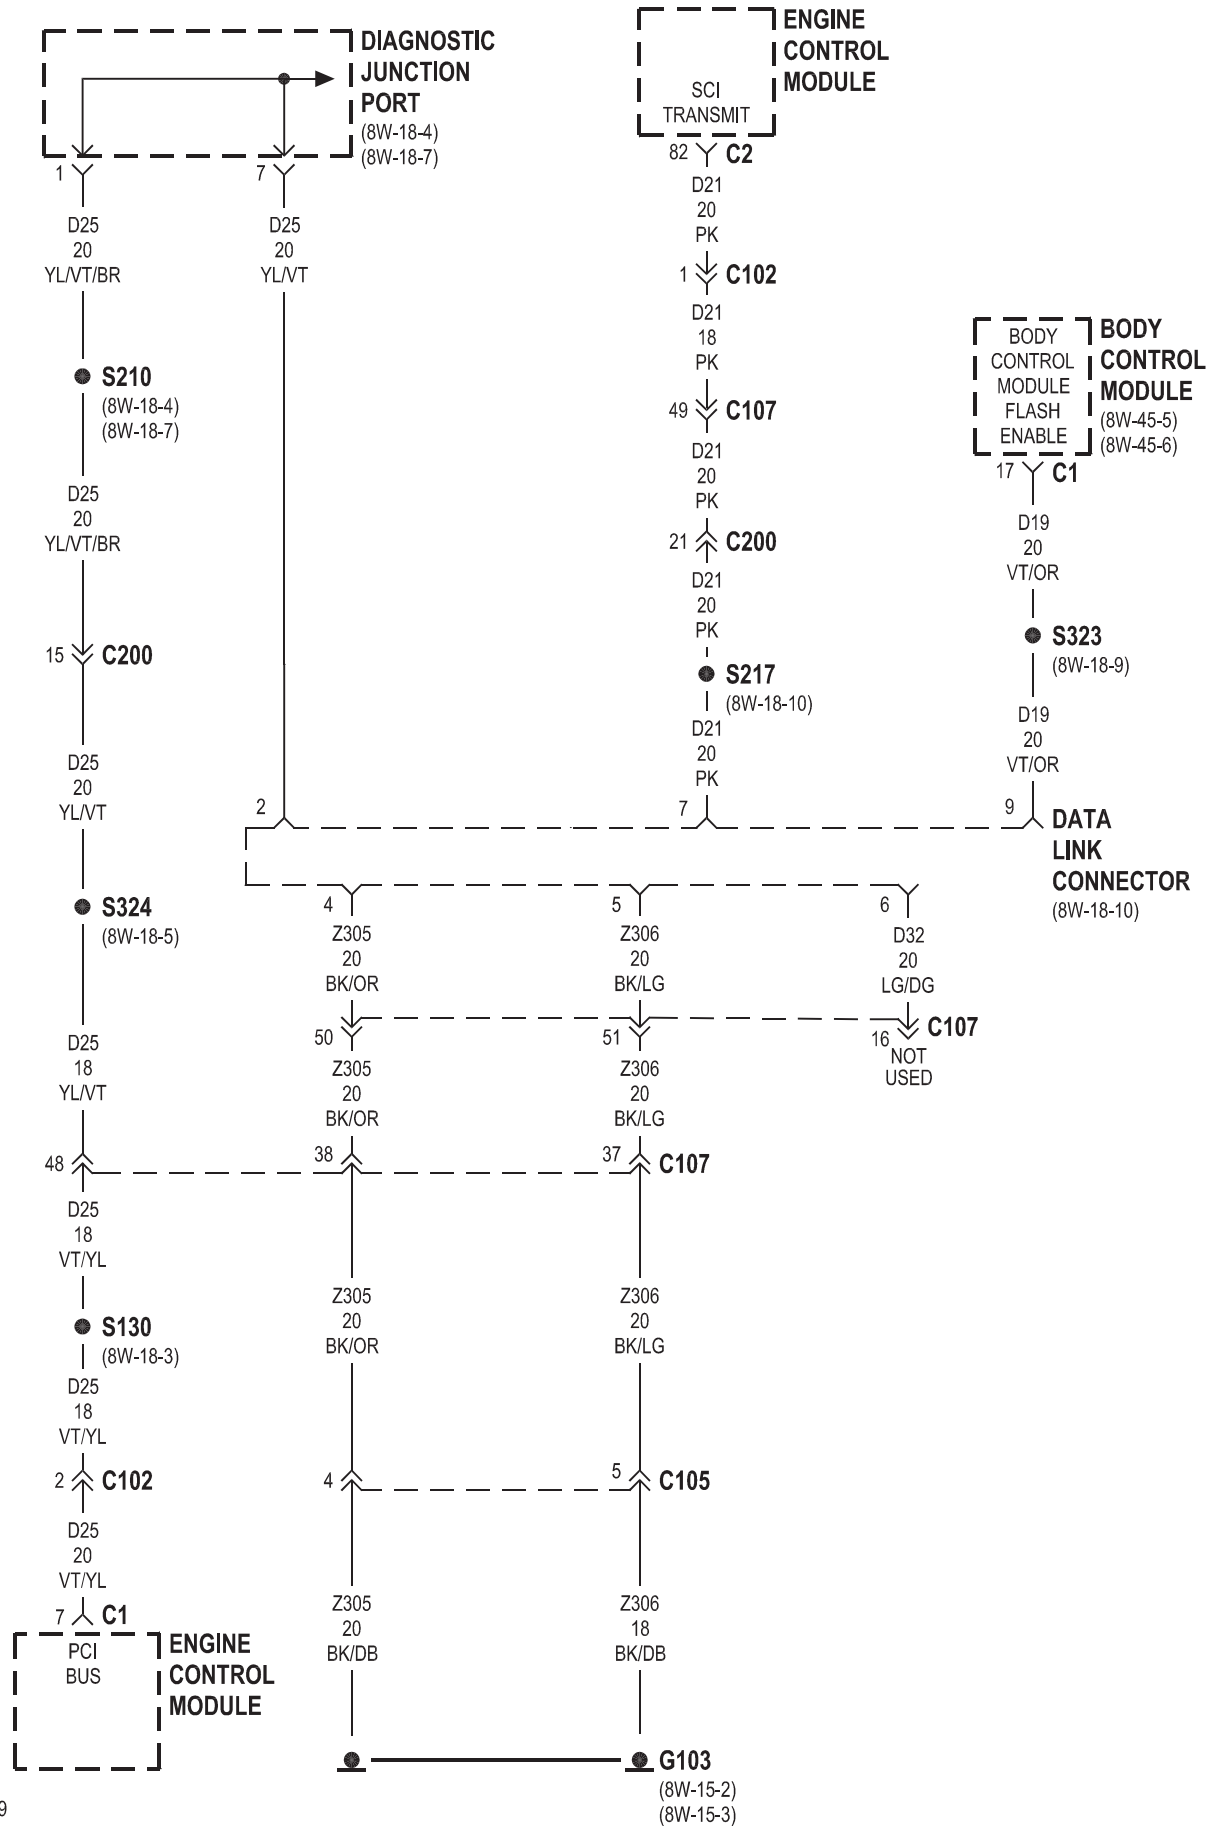 DIAGNOSTIC
JUNCTION
PORT
(8W-18-4)
(8W-18-7)
1
7
D25
20
YL/VT/BR
D25
20
YL/VT
S210
(8W-18-4)
(8W-18-7)
D25
20
YL/VT/BR
15
C200
D25
20
YL/VT
S324
(8W-18-5)
D25
18
YL/VT
48
D25
18
VT/YL
S130
(8W-18-3)
D25
18
VT/YL
2
C102
D25
20
VT/YL
7
C1
PCI
BUS
ENGINE
CONTROL
MODULE
ENGINE
CONTROL
MODULE
SCI
TRANSMIT
82
C2
D21
20
PK
1
C102
D21
18
PK
49
C107
D21
20
PK
21
C200
D21
20
PK
S217
(8W-18-10)
D21
20
PK
BODY
CONTROL
MODULE
FLASH
ENABLE
BODY
CONTROL
MODULE
(8W-45-5)
(8W-45-6)
17
C1
D19
20
VT/OR
S323
(8W-18-9)
D19
20
VT/OR
2
7
9
DATA
LINK
CONNECTOR
(8W-18-10)
4
5
6
Z305
20
BK/OR
Z306
20
BK/LG
D32
20
LG/DG
50
51
16
C107
NOT
USED
Z305
20
BK/OR
Z306
20
BK/LG
38
37
C107
Z305
20
BK/OR
Z306
20
BK/LG
4
5
C105
Z305
20
BK/DB
Z306
18
BK/DB
G103
(8W-15-2)
(8W-15-3)
9